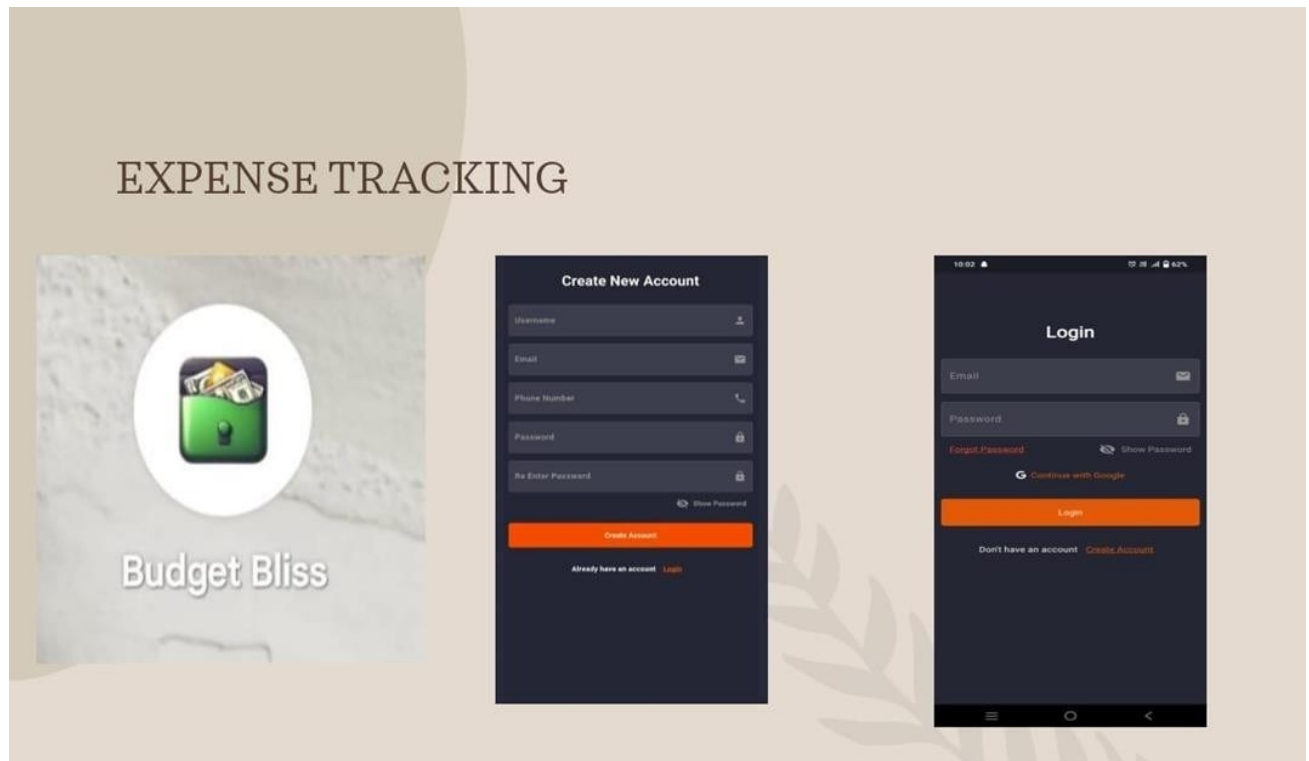 EXPENSE TRACKING
Budget Bliss
Create New Account
Username
Email
Phone Number
Password
Re Enter Password
Show Password
Create Account
Already have an account Login
10:02 62%
Login
Email
Password
Forgot Password Show Password
G Continue with Google
Login
Don't have an account Create Account